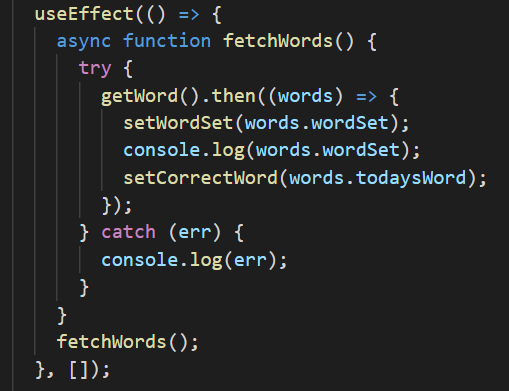 useEffect(() => {
  async function fetchWords() {
    try {
      getWord().then((words) => {
        setWordSet(words.wordSet);
        console.log(words.wordSet);
        setCorrectWord(words.todaysWord);
      });
    } catch (err) {
      console.log(err);
    }
  }
  fetchWords();
}, []);